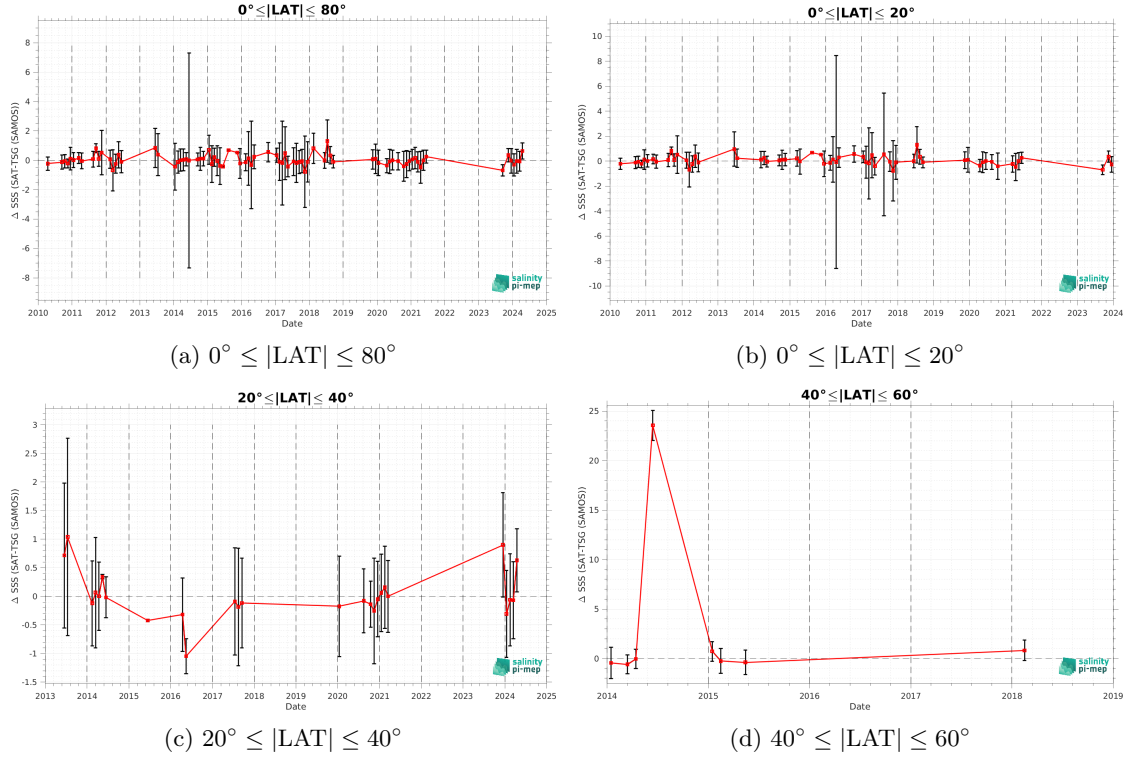 0°≤|LAT|≤ 80°
Δ SSS (SAT-TSG (SAMOS))
8
6
4
2
0
-2
-4
-6
-8
2010 2011 2012 2013 2014 2015 2016 2017 2018 2019 2020 2021 2022 2023 2024 2025
Date
salinity
pi-mep
(a) 0° ≤ |LAT| ≤ 80°
0°≤|LAT|≤ 20°
Δ SSS (SAT-TSG (SAMOS))
10
8
6
4
2
0
-2
-4
-6
-8
-10
2010 2011 2012 2013 2014 2015 2016 2017 2018 2019 2020 2021 2022 2023 2024
Date
salinity
pi-mep
(b) 0° ≤ |LAT| ≤ 20°
20°≤|LAT|≤ 40°
Δ SSS (SAT-TSG (SAMOS))
3
2.5
2
1.5
1
0.5
0
-0.5
-1
-1.5
2013 2014 2015 2016 2017 2018 2019 2020 2021 2022 2023 2024 2025
Date
salinity
pi-mep
(c) 20° ≤ |LAT| ≤ 40°
40°≤|LAT|≤ 60°
Δ SSS (SAT-TSG (SAMOS))
25
20
15
10
5
0
2014 2015 2016 2017 2018 2019
Date
salinity
pi-mep
(d) 40° ≤ |LAT| ≤ 60°